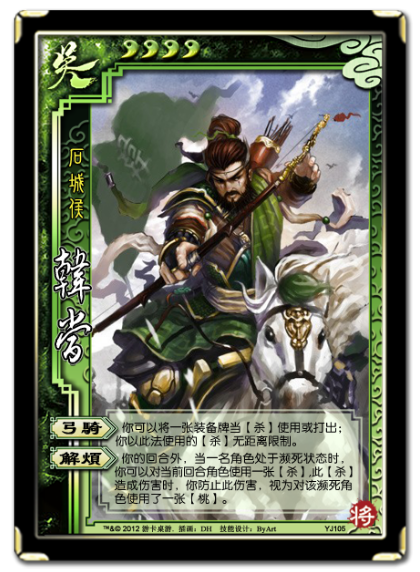 吴
石城侯
韓當
弓騎
你可以将一张装备牌当【杀】使用或打出；
你以此法使用的【杀】无距离限制。
解煩
你的回合外，当一名角色处于濒死状态时，
你可以对当前回合角色使用一张【杀】，此【杀】
造成伤害时，你防止此伤害，视为对该濒死角
色使用了一张【桃】。
将
™&© 2012 游卡桌游. 插画：DH 技能设计：ByArt
YJ105